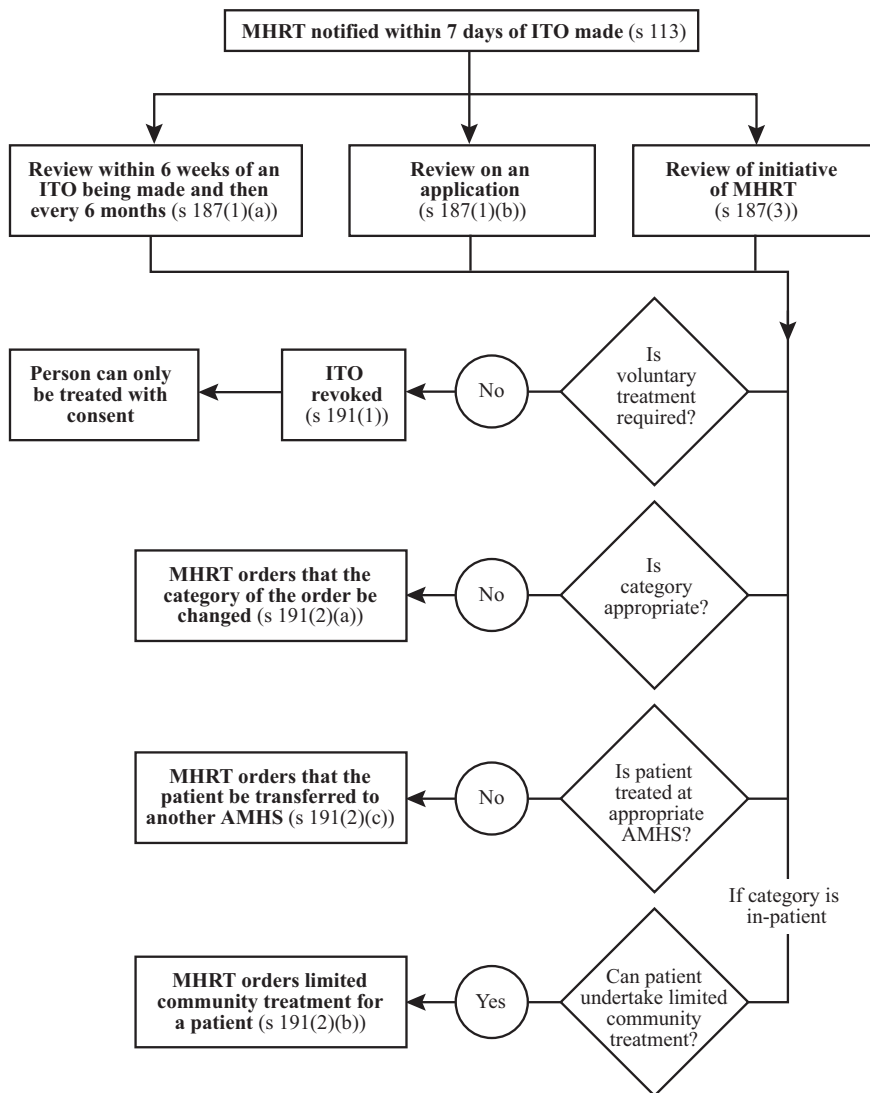 MHRT notified within 7 days of ITO made (s 113)
Review within 6 weeks of an
ITO being made and then
every 6 months (s 187(1)(a))
Review on an
application
(s 187(1)(b))
Review of initiative
of MHRT
(s 187(3))
Person can only
be treated with
consent
ITO
revoked
(s 191(1))
No
Is
voluntary
treatment
required?
MHRT orders that the
category of the order be
changed (s 191(2)(a))
No
Is
category
appropriate?
MHRT orders that the
patient be transferred to
another AMHS (s 191(2)(c))
No
Is patient
treated at
appropriate
AMHS?
If category is
in-patient
MHRT orders limited
community treatment for
a patient (s 191(2)(b))
Yes
Can patient
undertake limited
community
treatment?